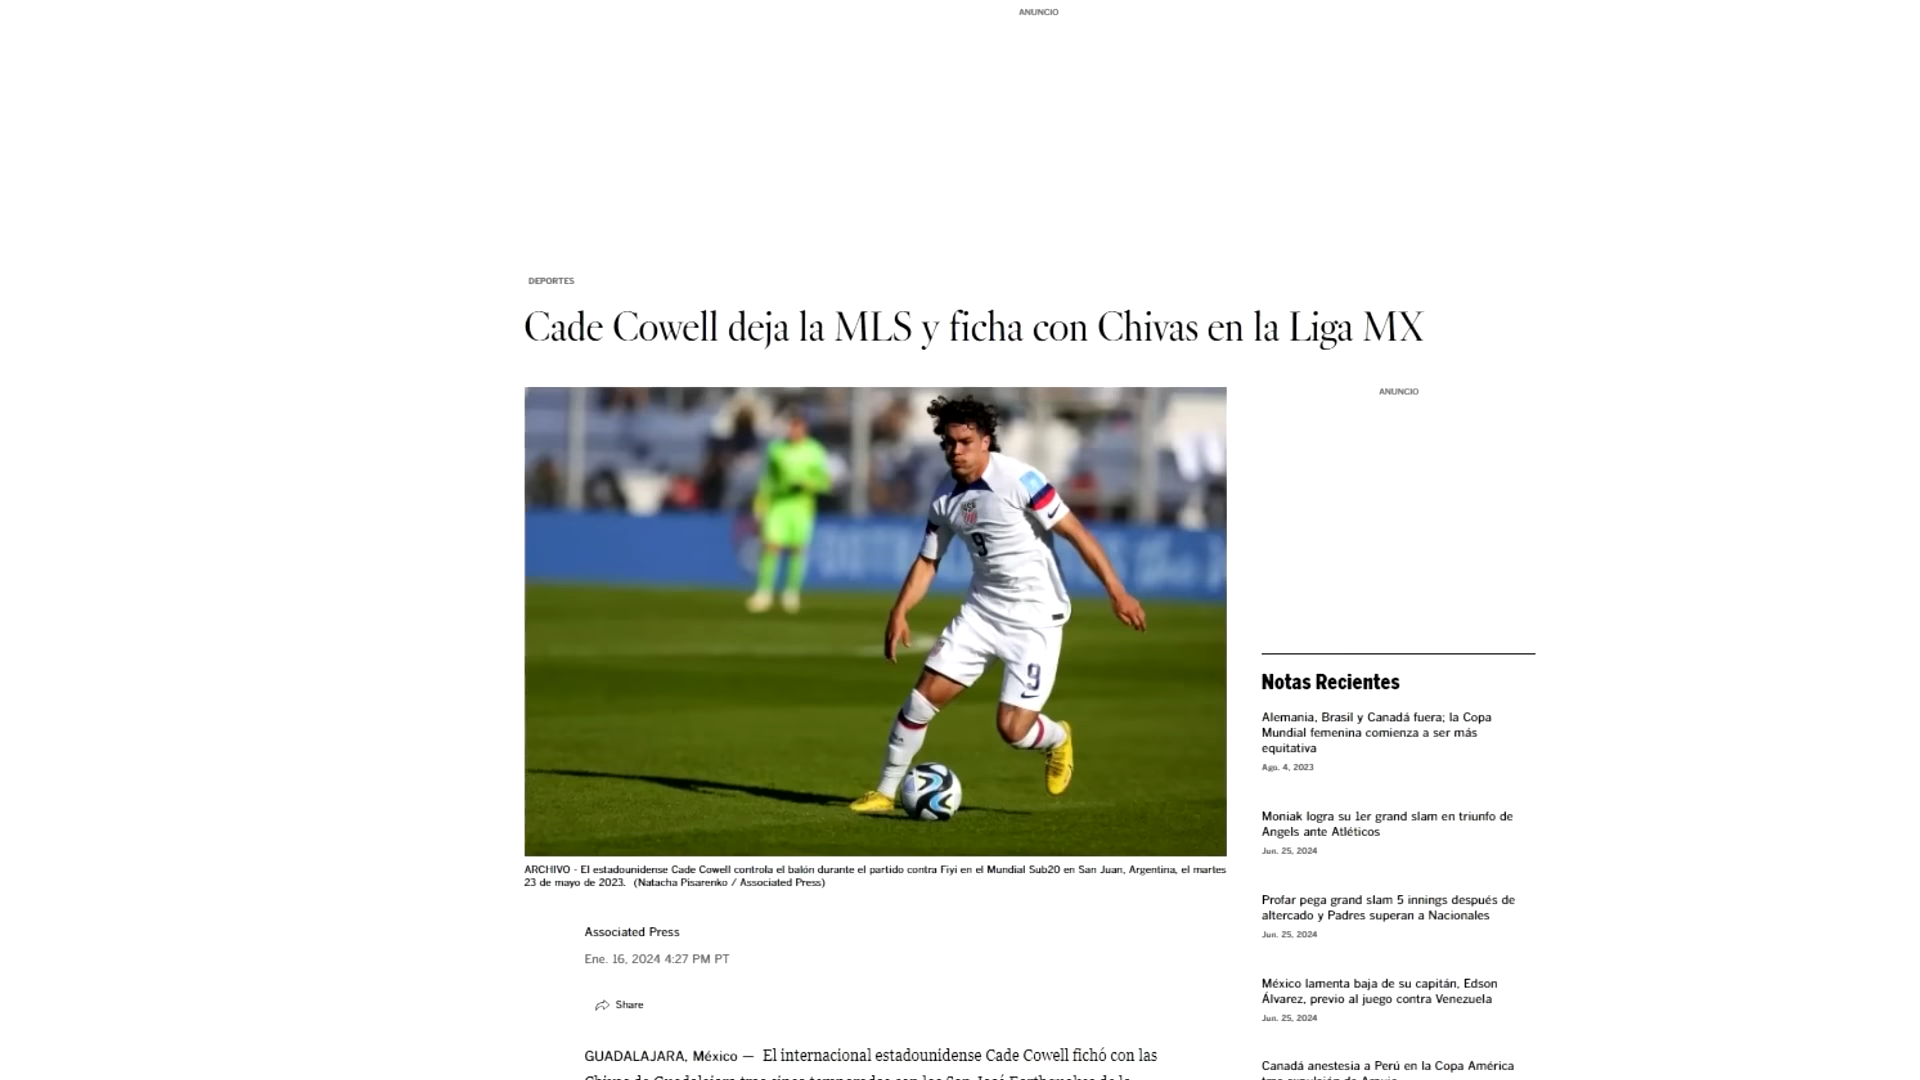 ANUNCIO
DEPORTES
Cade Cowell deja la MLS y ficha con Chivas en la Liga MX
ANUNCIO
9
9
ARCHIVO - El estadounidense Cade Cowell controla el balón durante el partido contra Fiyi en el Mundial Sub20 en San Juan, Argentina, el martes
23 de mayo de 2023. (Natacha Pisarenko / Associated Press)
Associated Press
Ene. 16, 2024 4:27 PM PT
Share
GUADALAJARA, México — El internacional estadounidense Cade Cowell fichó con las
Notas Recientes
Alemania, Brasil y Canadá fuera; la Copa
Mundial femenina comienza a ser más
equitativa
Ago. 4, 2023
Moniak logra su 1er grand slam en triunfo de
Angels ante Atléticos
Jun. 25, 2024
Profar pega grand slam 5 innings después de
altercado y Padres superan a Nacionales
Jun. 25, 2024
México lamenta baja de su capitán, Edson
Álvarez, previo al juego contra Venezuela
Jun. 25, 2024
Canadá anestesia a Perú en la Copa América